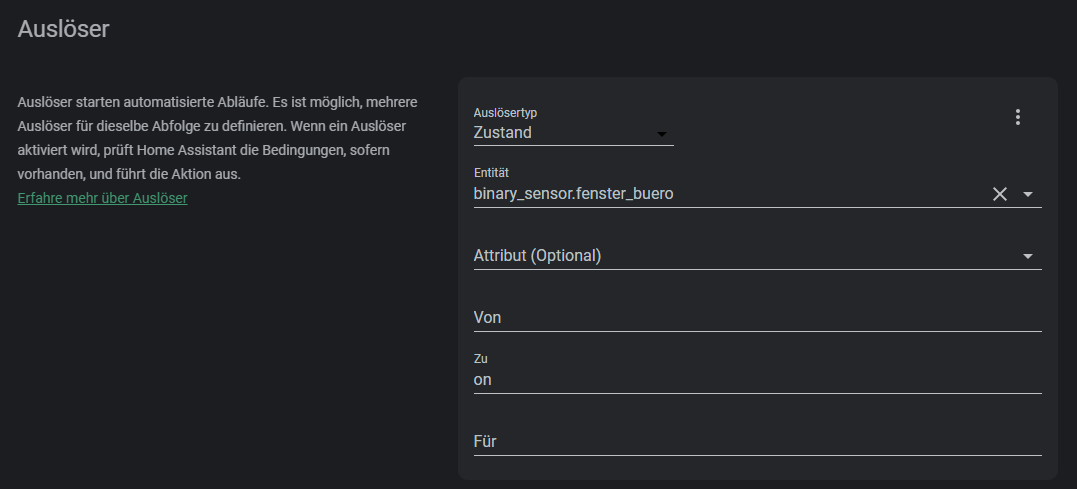 Auslöser
Auslöser starten automatisierte Abläufe. Es ist möglich, mehrere
Auslöser für dieselbe Abfolge zu definieren. Wenn ein Auslöser
aktiviert wird, prüft Home Assistant die Bedingungen, sofern
vorhanden, und führt die Aktion aus.
Erfahre mehr über Auslöser
Auslösertyp
Zustand
Entität
binary_sensor.fenster_buero
Attribut (Optional)
Von
Zu
on
Für